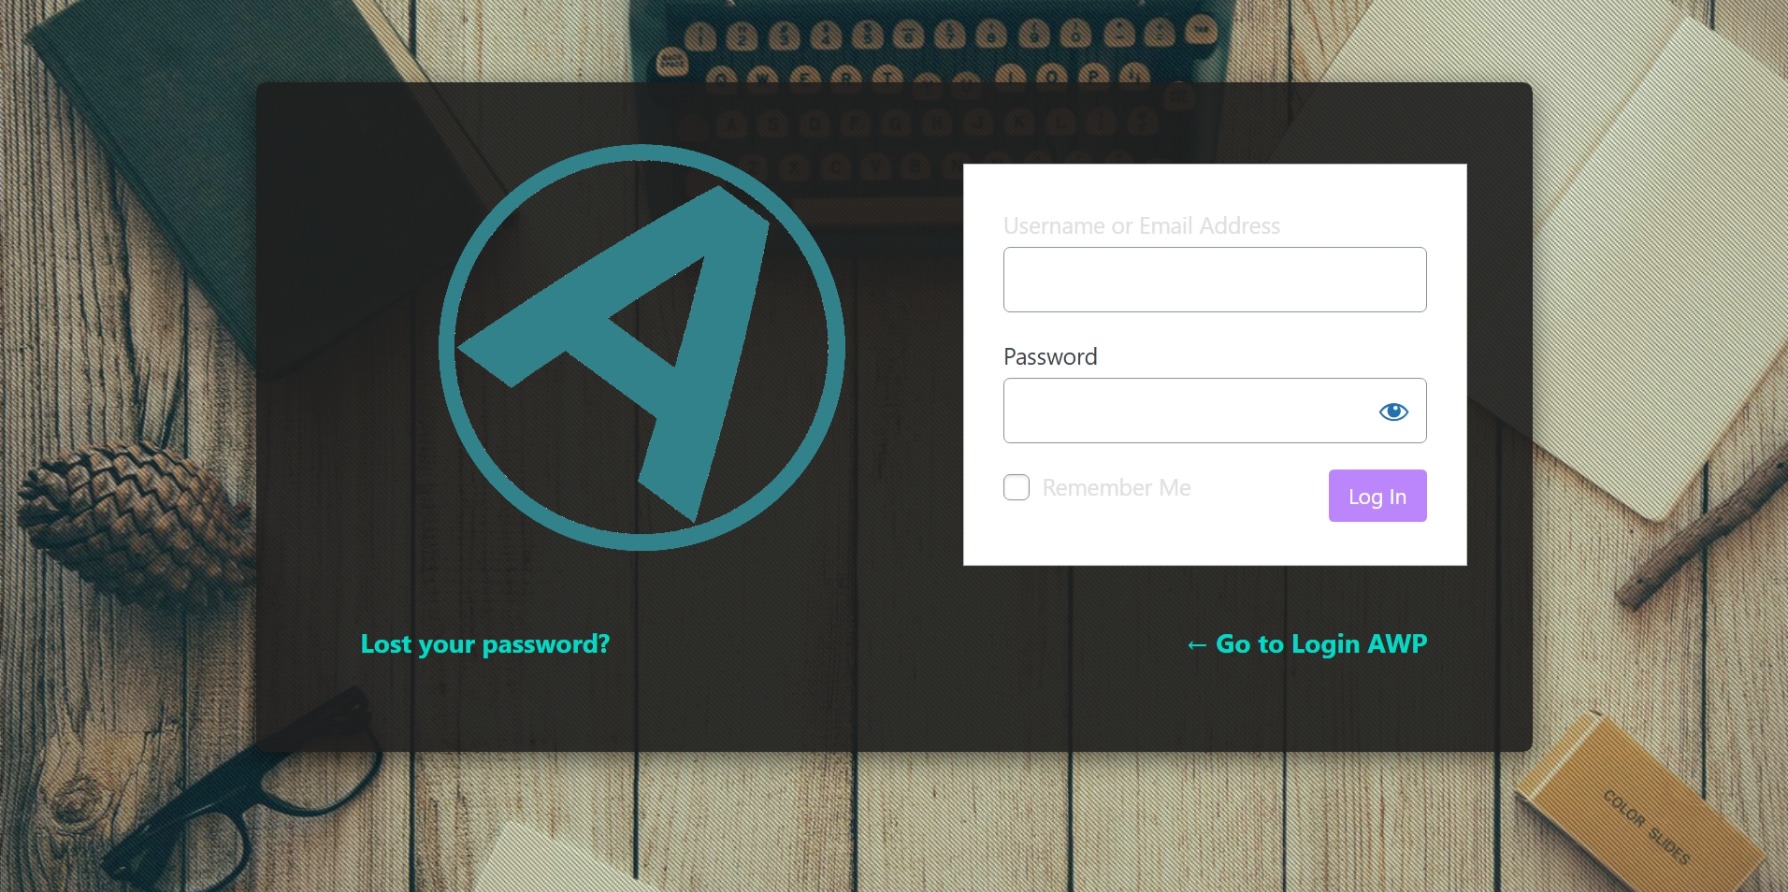 Username or Email Address
Password
Remember Me
Log In
Lost your password?
← Go to Login AWP
COLOR SLIDES